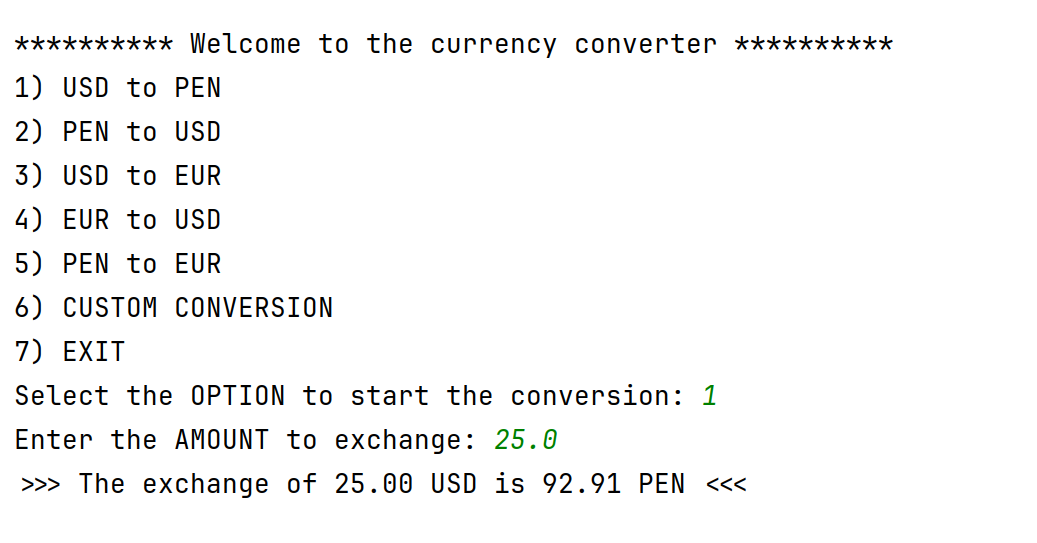 ********** Welcome to the currency converter **********
1) USD to PEN
2) PEN to USD
3) USD to EUR
4) EUR to USD
5) PEN to EUR
6) CUSTOM CONVERSION
7) EXIT
Select the OPTION to start the conversion: 1
Enter the AMOUNT to exchange: 25.0
>>> The exchange of 25.00 USD is 92.91 PEN <<<